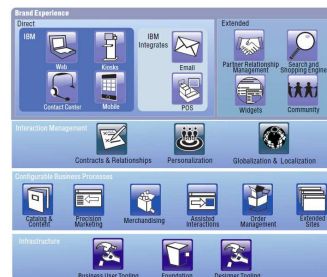 Brand Experience
Direct
IBM
Web
Kiosks
Contact Center
Mobile
IBM
Integrates
Email
POS
Extended
Partner Relationship
Management
Search and
Shopping Engine
Widgets
Community
Interaction Management
Contracts & Relationships
Personalization
Globalization & Localization
Configurable Business Processes
Catalog &
Content
Precision
Marketing
Merchandising
Assisted
Interactions
Order
Management
Extended
Sites
Infrastructure
Business User Tooling
Foundation
Designer Tooling